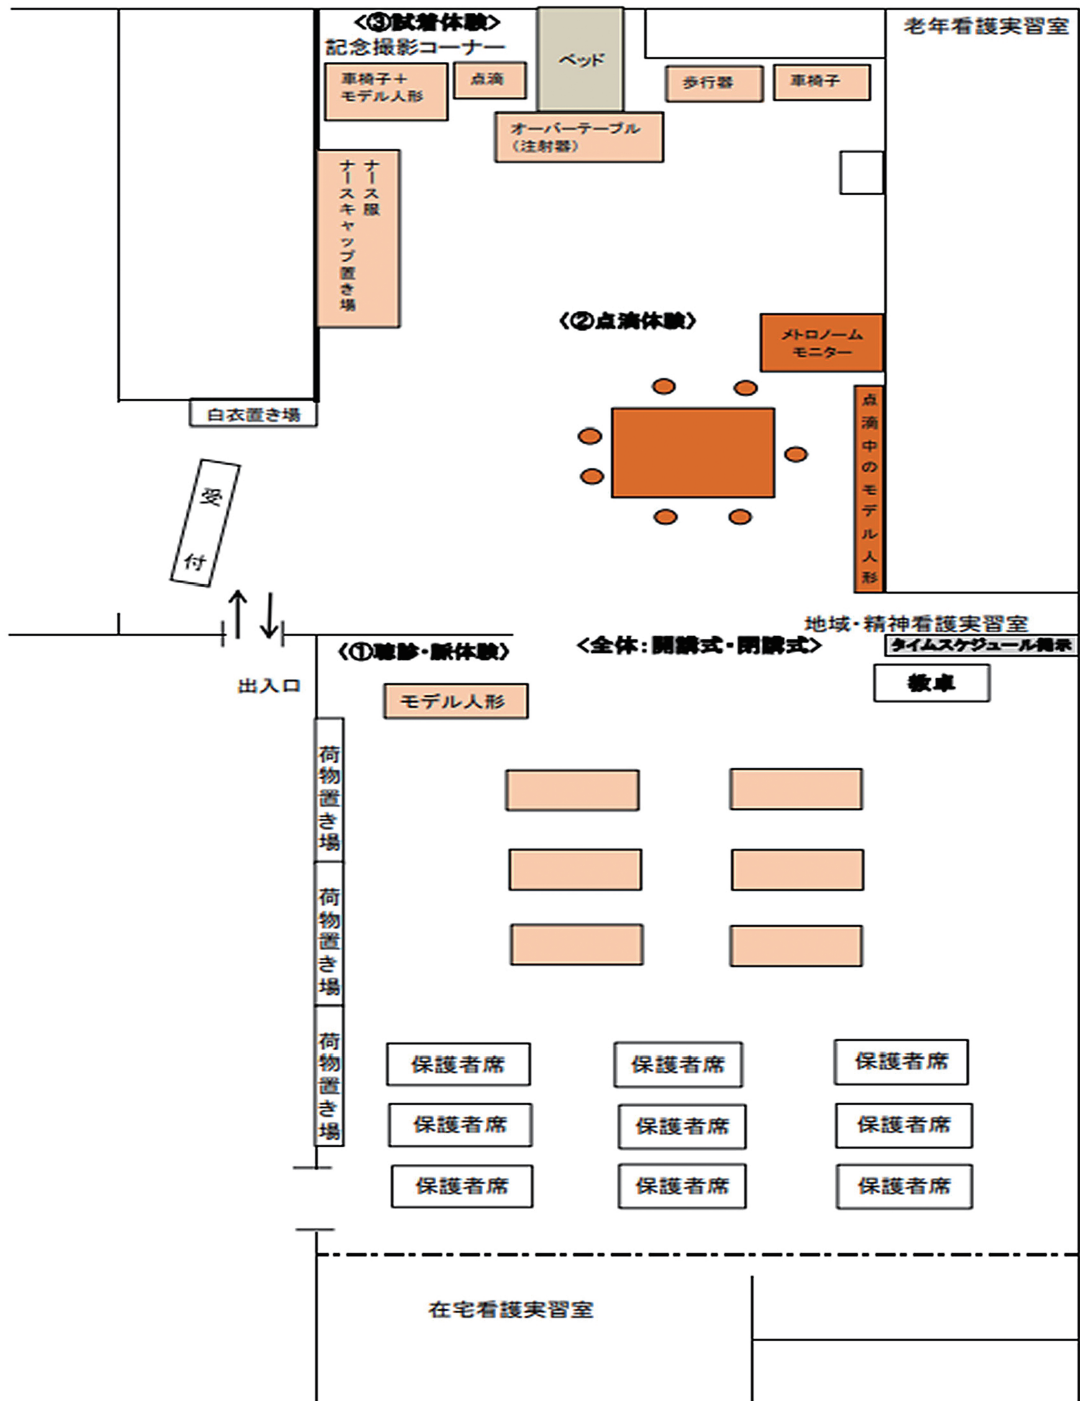 〈③試着体験〉
記念撮影コーナー
老年看護実習室
ベッド
車椅子＋
モデル人形
点滴
歩行器
車椅子
オーバーテーブル
（注射器）
ナース服
ナースキャップ置き場
〈②点滴体験〉
メトロノーム
モニター
点滴中のモデル人形
白衣置き場
受付
地域・精神看護実習室
〈①聴診・脈体験〉
〈全体：開講式・閉講式〉
タイムスケジュール掲示
教卓
出入口
モデル人形
荷物置き場
荷物置き場
荷物置き場
保護者席
保護者席
保護者席
保護者席
保護者席
保護者席
保護者席
保護者席
保護者席
在宅看護実習室